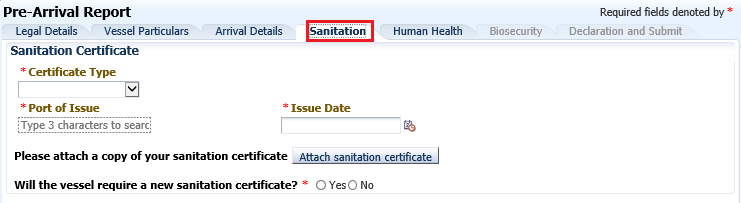 Pre-Arrival Report
Required fields denoted by *
Legal Details Vessel Particulars Arrival Details Sanitation Human Health Biosecurity Declaration and Submit
Sanitation Certificate
* Certificate Type
* Port of Issue * Issue Date
Type 3 characters to searc
Please attach a copy of your sanitation certificate Attach sanitation certificate
Will the vessel require a new sanitation certificate? * Yes No